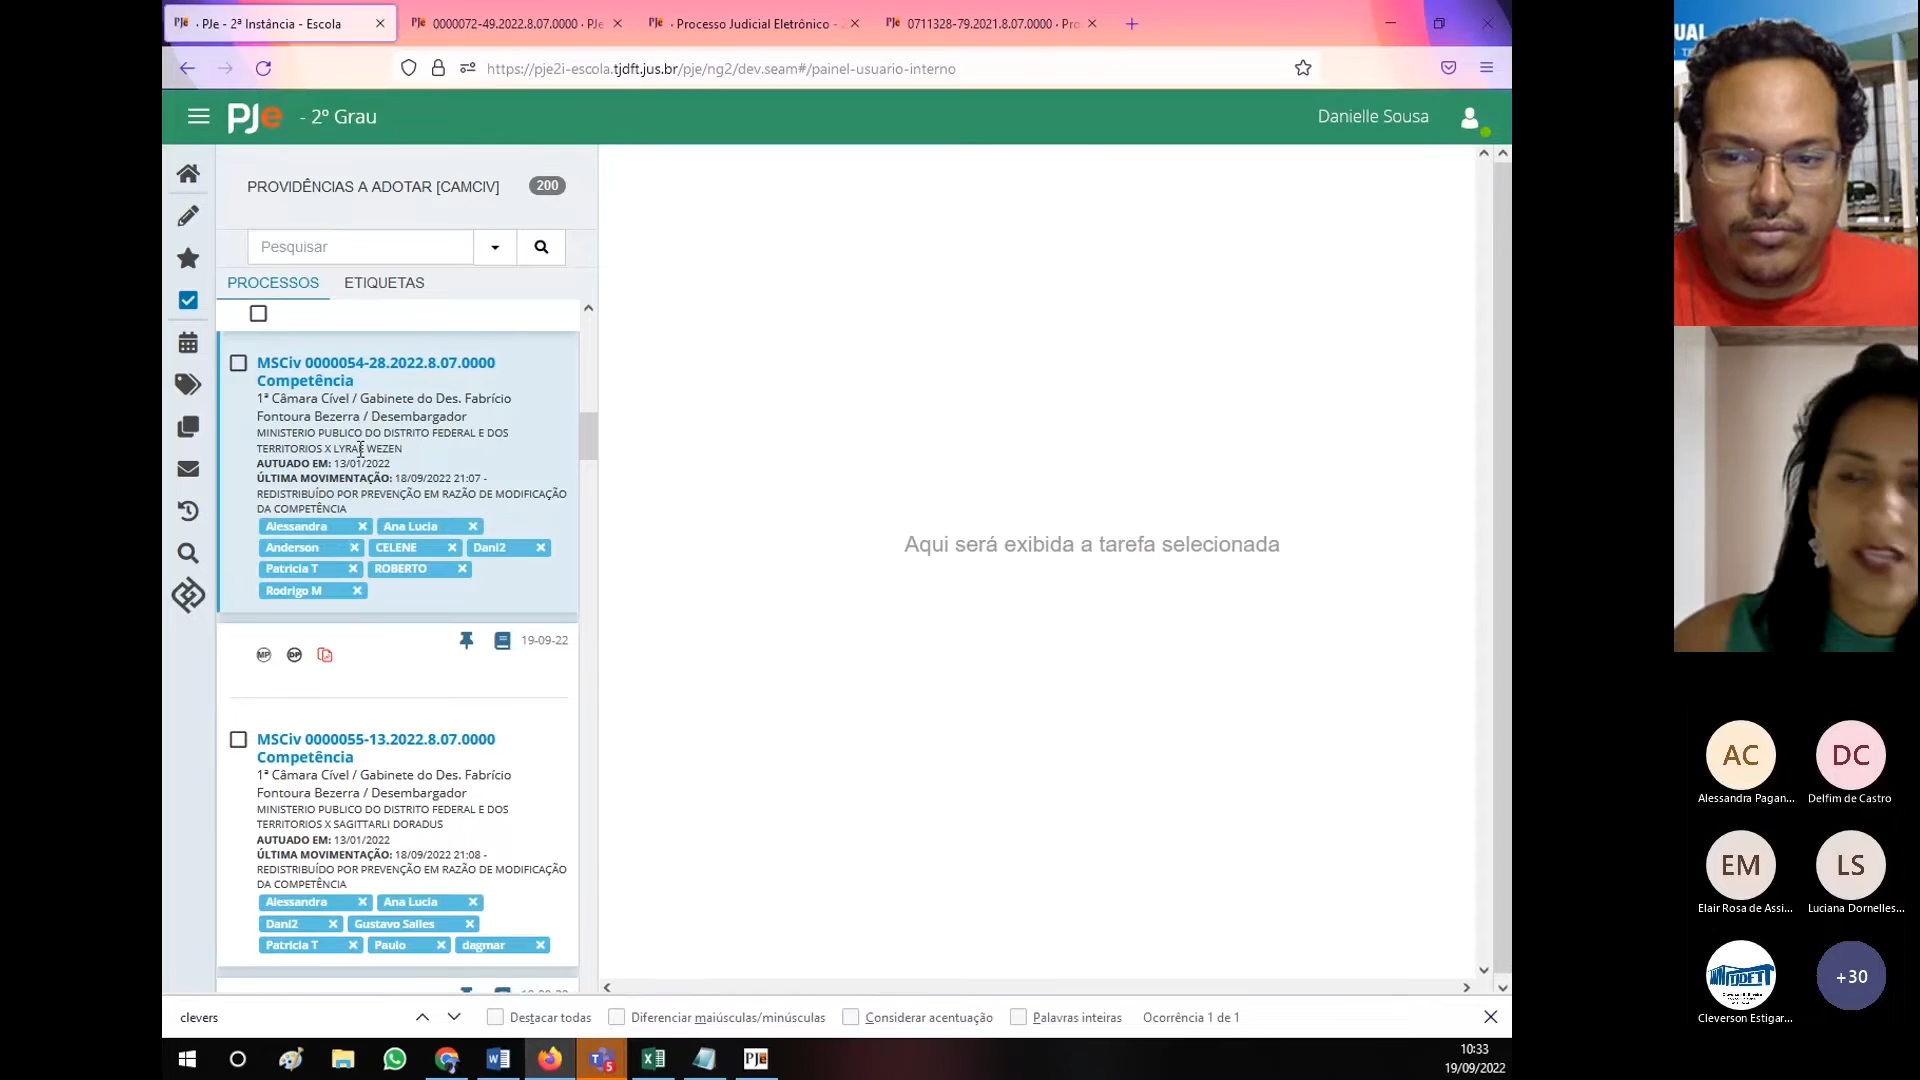 PJe - 2ª Instância - Escola
0000072-49.2022.8.07.0000 · PJe
Processo Judicial Eletrônico -
0711328-79.2021.8.07.0000 · Pro
https://pje2i-escola.tjdft.jus.br/pje/ng2/dev.seam#/painel-usuario-interno
PJe - 2º Grau
Danielle Sousa
PROVIDÊNCIAS A ADOTAR [CAMCIV] 200
Pesquisar
PROCESSOS ETIQUETAS
MSCiv 0000054-28.2022.8.07.0000
Competência
1ª Câmara Cível / Gabinete do Des. Fabrício
Fontoura Bezerra / Desembargador
MINISTERIO PUBLICO DO DISTRITO FEDERAL E DOS
TERRITORIOS X LYRAE WEZEN
AUTUADO EM: 13/01/2022
ÚLTIMA MOVIMENTAÇÃO: 18/09/2022 21:07 -
REDISTRIBUÍDO POR PREVENÇÃO EM RAZÃO DE MODIFICAÇÃO
DA COMPETÊNCIA
Alessandra Ana Lucia
Anderson CELENE Dani2
Patricia T ROBERTO
Rodrigo M
19-09-22
MP DP
MSCiv 0000055-13.2022.8.07.0000
Competência
1ª Câmara Cível / Gabinete do Des. Fabrício
Fontoura Bezerra / Desembargador
MINISTERIO PUBLICO DO DISTRITO FEDERAL E DOS
TERRITORIOS X SAGITTARLI DORADUS
AUTUADO EM: 13/01/2022
ÚLTIMA MOVIMENTAÇÃO: 18/09/2022 21:08 -
REDISTRIBUÍDO POR PREVENÇÃO EM RAZÃO DE MODIFICAÇÃO
DA COMPETÊNCIA
Alessandra Ana Lucia
Dani2 Gustavo Salles
Patricia T Paulo dagmar
Aqui será exibida a tarefa selecionada
clevers
Destacar todas
Diferenciar maiúsculas/minúsculas
Considerar acentuação
Palavras inteiras
Ocorrência 1 de 1
5
PJe
10:33
19/09/2022
UAL
AC DC
Alessandra Pagan... Delfim de Castro
EM LS
Elair Rosa de Assi... Luciana Dornelles...
TJDFT +30
Cleverson Estigar...